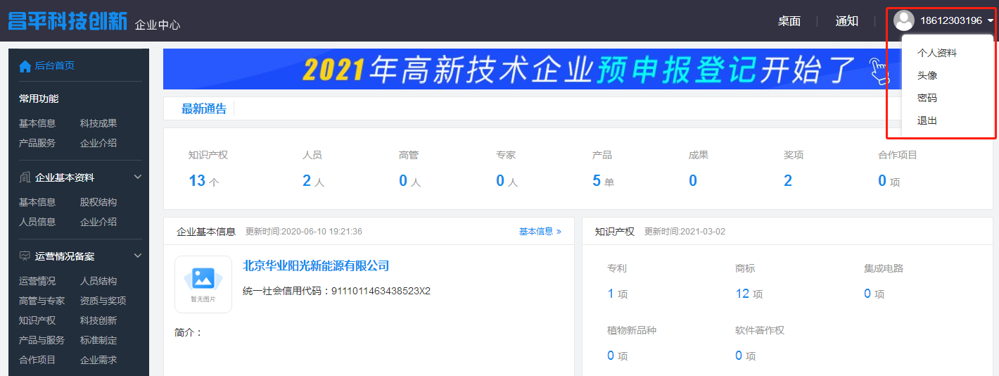 昌平科技创新 企业中心 桌面 通知 18612303196
个人资料
头像
密码
退出
后台首页
常用功能
基本信息 科技成果
产品服务 企业介绍
企业基本资料
基本信息 股权结构
人员信息 企业介绍
运营情况备案
运营情况 人员结构
高管与专家 资质与奖项
知识产权 科技创新
产品与服务 标准制定
合作项目 企业需求
2021年高新技术企业预申报登记开始了
最新通告
知识产权 人员 高管 专家 产品 成果 奖项 合作项目
13 个 2 人 0 人 0 人 5 单 0 2 0 项
企业基本信息 更新时间:2020-06-10 19:21:36 基本信息 »
暂无图片
北京华业阳光新能源有限公司
统一社会信用代码：9111011463438523X2
简介：
知识产权 更新时间:2021-03-02
专利 商标 集成电路
1 项 12 项 0 项
植物新品种 软件著作权
0 项 0 项